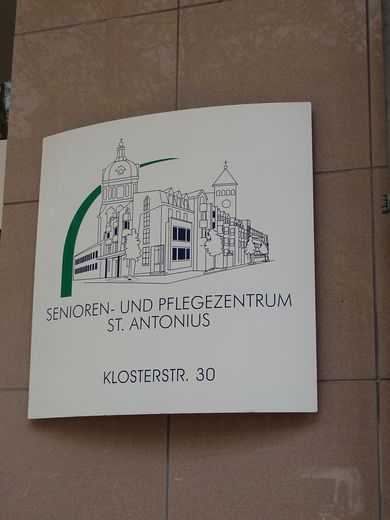 SENIOREN- UND PFLEGEZENTRUM
ST. ANTONIUS
KLOSTERSTR. 30